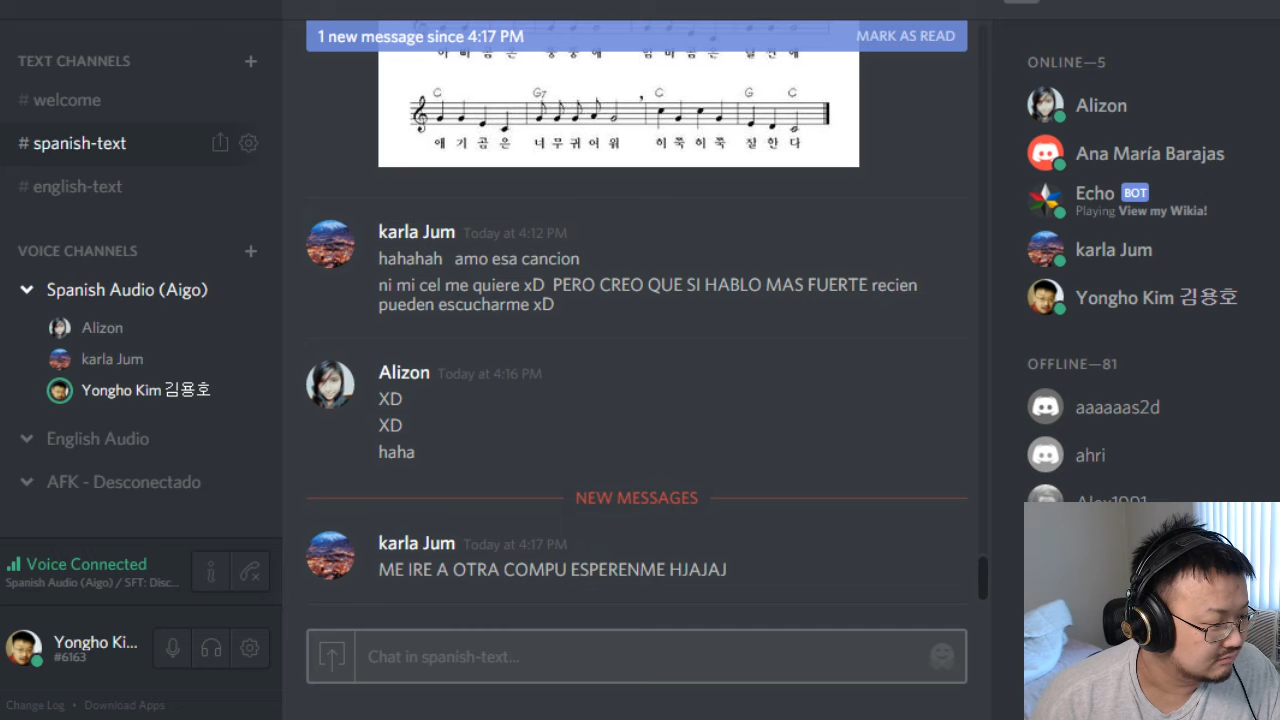 TEXT CHANNELS
# welcome
# spanish-text
# english-text
VOICE CHANNELS
Spanish Audio (Aigo)
Alizon
karla Jum
Yongho Kim 김용호
English Audio
AFK - Desconectado
Voice Connected
Spanish Audio (Aigo) / SFT: Disc...
Yongho Ki...
#6163
Change Log • Download Apps
1 new message since 4:17 PM
MARK AS READ
C G7 C G C
애 기 곰 은 너 무 귀 여 워 히 쭉 히 쭉 잘 한 다
karla Jum Today at 4:12 PM
hahahah amo esa cancion
ni mi cel me quiere xD PERO CREO QUE SI HABLO MAS FUERTE recien
pueden escucharme xD
Alizon Today at 4:16 PM
XD
XD
haha
NEW MESSAGES
karla Jum Today at 4:17 PM
ME IRE A OTRA COMPU ESPERENME HJAJAJ
Chat in spanish-text...
ONLINE—5
Alizon
Ana María Barajas
Echo BOT
Playing View my Wikia!
karla Jum
Yongho Kim 김용호
OFFLINE—81
aaaaaas2d
ahri